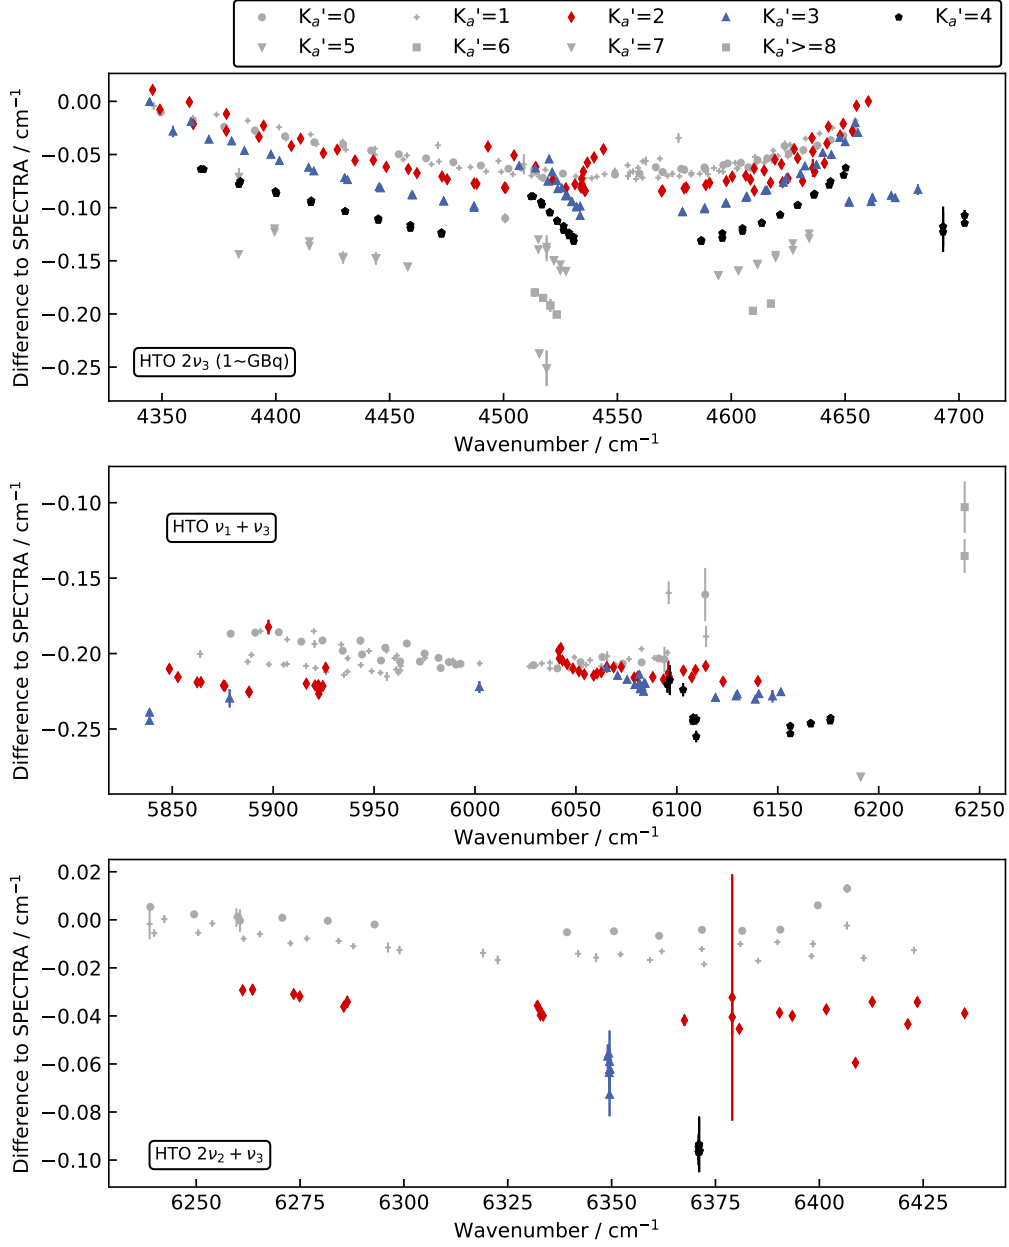 Kₐ'=0 Kₐ'=1 Kₐ'=2 Kₐ'=3 Kₐ'=4
Kₐ'=5 Kₐ'=6 Kₐ'=7 Kₐ'>=8
Difference to SPECTRA / cm⁻¹
0.00
−0.05
−0.10
−0.15
−0.20
−0.25
HTO 2ν₃ (1~GBq)
4350 4400 4450 4500 4550 4600 4650 4700
Wavenumber / cm⁻¹
Difference to SPECTRA / cm⁻¹
−0.10
−0.15
−0.20
−0.25
HTO ν₁ + ν₃
5850 5900 5950 6000 6050 6100 6150 6200 6250
Wavenumber / cm⁻¹
Difference to SPECTRA / cm⁻¹
0.02
0.00
−0.02
−0.04
−0.06
−0.08
−0.10
HTO 2ν₂ + ν₃
6250 6275 6300 6325 6350 6375 6400 6425
Wavenumber / cm⁻¹